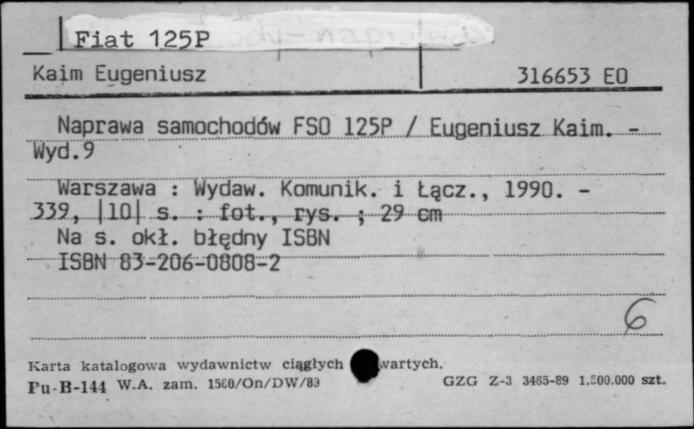 Fiat 125P
Kaim Eugeniusz 316653 EO
Naprawa samochodów FSO 125P / Eugeniusz Kaim. -
Wyd.9
Warszawa : Wydaw. Komunik. i Łącz., 1990. -
339, |10| s. : fot., rys. ; 29 cm
Na s. okł. błędny ISBN
ISBN 83-206-0808-2
6
Karta katalogowa wydawnictw ciągłych wartych.
Pu-B-144 W.A. zam. 1560/On/DW/89 GZG Z-3 3465-89 1.500.000 szt.